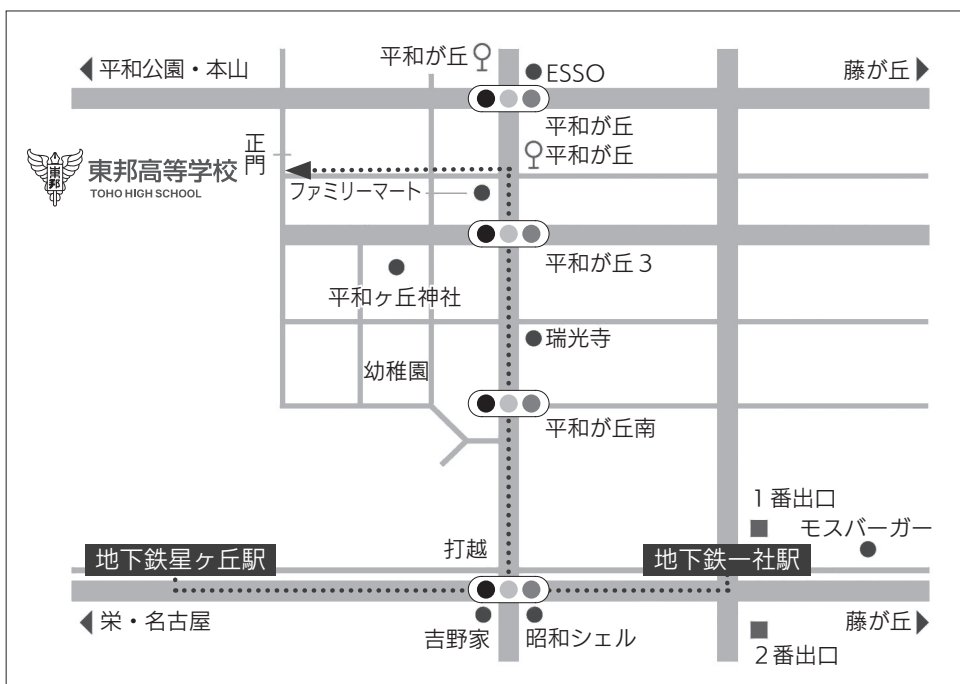 平和が丘
平和公園・本山
ESSO
藤が丘
平和が丘
平和が丘
正門
東邦
東邦高等学校
TOHO HIGH SCHOOL
ファミリーマート
平和が丘3
平和ヶ丘神社
瑞光寺
幼稚園
平和が丘南
1番出口
モスバーガー
打越
地下鉄星ヶ丘駅
地下鉄一社駅
栄・名古屋
吉野家
昭和シェル
藤が丘
2番出口